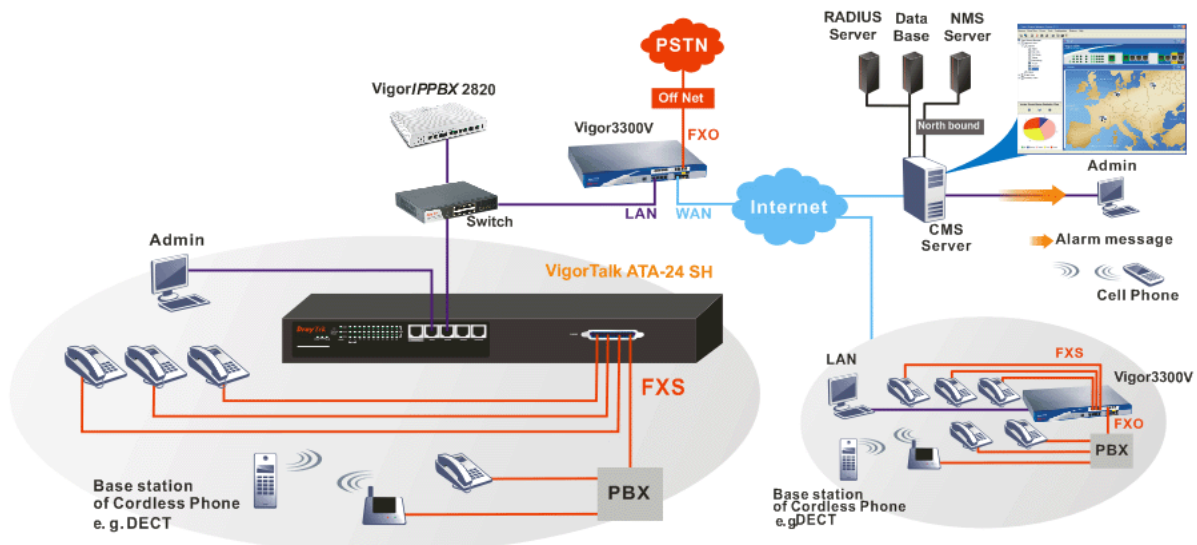 RADIUS
Server
Data
Base
NMS
Server
PSTN
VigorIPPBX 2820
Off Net
Vigor3300V
FXO
North bound
Admin
LAN
WAN
Internet
Switch
CMS
Server
Alarm message
Admin
VigorTalk ATA-24 SH
Cell Phone
DrayTek
LAN
FXS
Vigor3300V
FXS
FXO
PBX
Base station
of Cordless Phone
e. g. DECT
PBX
Base station
of Cordless Phone
e. g.DECT